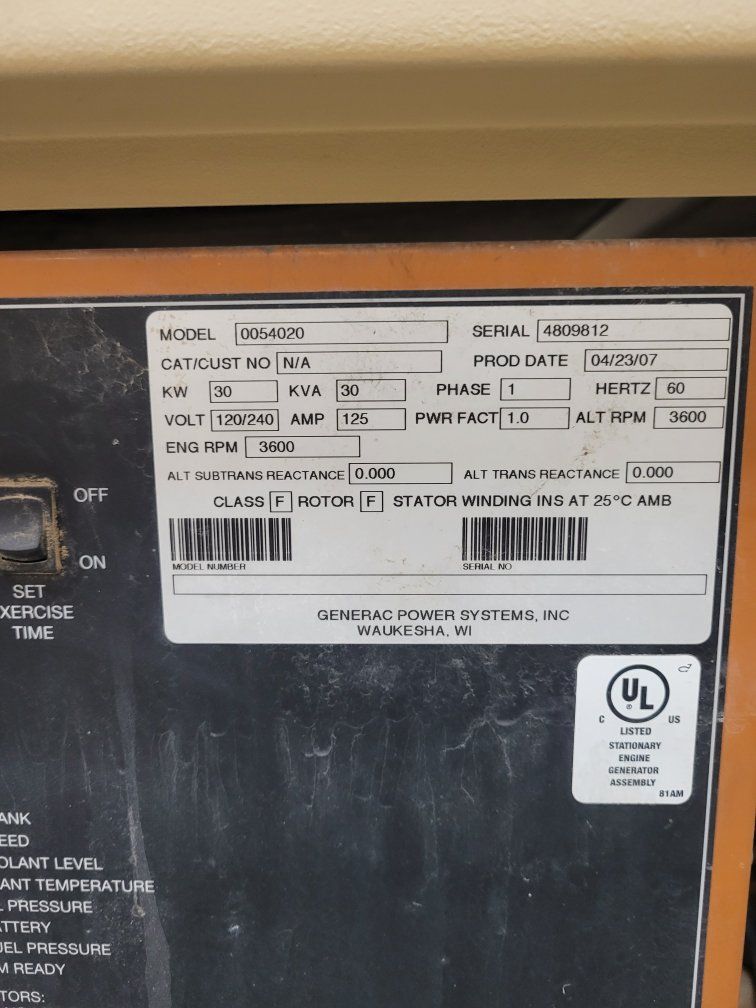 MODEL 0054020 SERIAL 4809812
CAT/CUST NO N/A PROD DATE 04/23/07
KW 30 KVA 30 PHASE 1 HERTZ 60
VOLT 120/240 AMP 125 PWR FACT 1.0 ALT RPM 3600
ENG RPM 3600
ALT SUBTRANS REACTANCE 0.000 ALT TRANS REACTANCE 0.000
CLASS F ROTOR F STATOR WINDING INS AT 25°C AMB
MODEL NUMBER SERIAL NO
GENERAC POWER SYSTEMS, INC
WAUKESHA, WI
OFF
ON
SET
XERCISE
TIME
UL
®
C US
LISTED
STATIONARY
ENGINE
GENERATOR
ASSEMBLY
81AM
ANK
EED
OLANT LEVEL
ANT TEMPERATURE
L PRESSURE
TTERY
UEL PRESSURE
M READY
TORS: